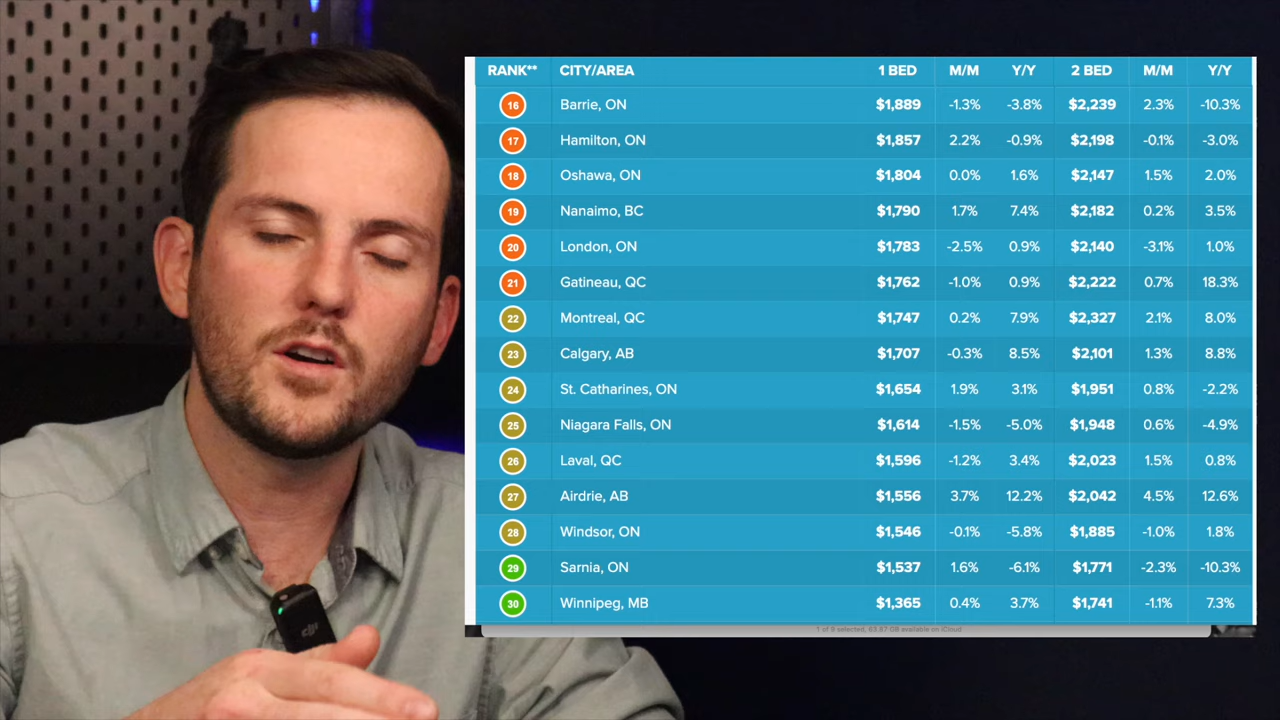 RANK** CITY/AREA 1 BED M/M Y/Y 2 BED M/M Y/Y
16 Barrie, ON $1,889 -1.3% -3.8% $2,239 2.3% -10.3%
17 Hamilton, ON $1,857 2.2% -0.9% $2,198 -0.1% -3.0%
18 Oshawa, ON $1,804 0.0% 1.6% $2,147 1.5% 2.0%
19 Nanaimo, BC $1,790 1.7% 7.4% $2,182 0.2% 3.5%
20 London, ON $1,783 -2.5% 0.9% $2,140 -3.1% 1.0%
21 Gatineau, QC $1,762 -1.0% 0.9% $2,222 0.7% 18.3%
22 Montreal, QC $1,747 0.2% 7.9% $2,327 2.1% 8.0%
23 Calgary, AB $1,707 -0.3% 8.5% $2,101 1.3% 8.8%
24 St. Catharines, ON $1,654 1.9% 3.1% $1,951 0.8% -2.2%
25 Niagara Falls, ON $1,614 -1.5% -5.0% $1,948 0.6% -4.9%
26 Laval, QC $1,596 -1.2% 3.4% $2,023 1.5% 0.8%
27 Airdrie, AB $1,556 3.7% 12.2% $2,042 4.5% 12.6%
28 Windsor, ON $1,546 -0.1% -5.8% $1,885 -1.0% 1.8%
29 Sarnia, ON $1,537 1.6% -6.1% $1,771 -2.3% -10.3%
30 Winnipeg, MB $1,365 0.4% 3.7% $1,741 -1.1% 7.3%
1 of 9 selected, 63.87 GB available on iCloud
dji